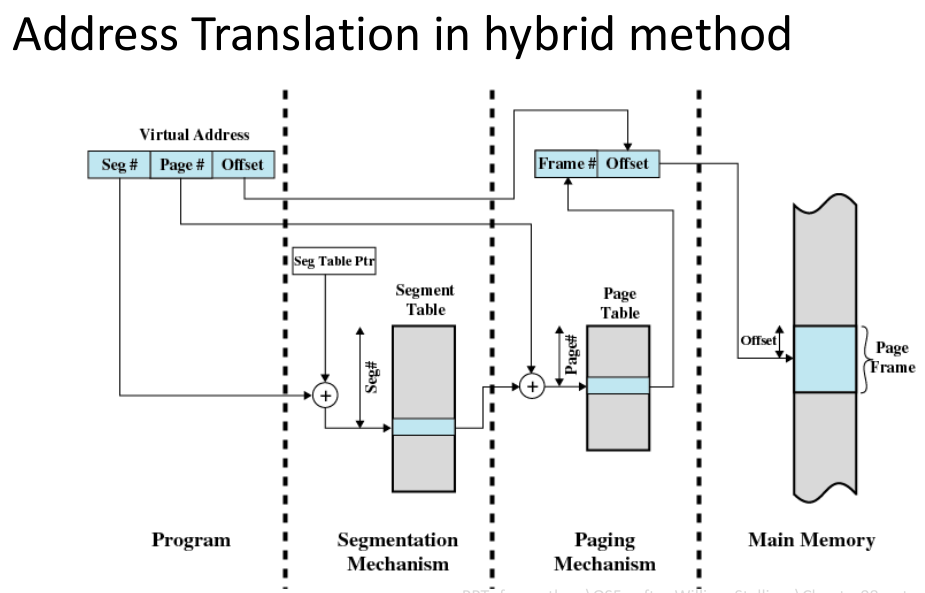 Address Translation in hybrid method
Virtual Address
Seg # Page # Offset
Frame # Offset
Seg Table Ptr
Segment
Table
Seg#
+
Page
Table
Page#
+
Offset
Page
Frame
Program
Segmentation
Mechanism
Paging
Mechanism
Main Memory